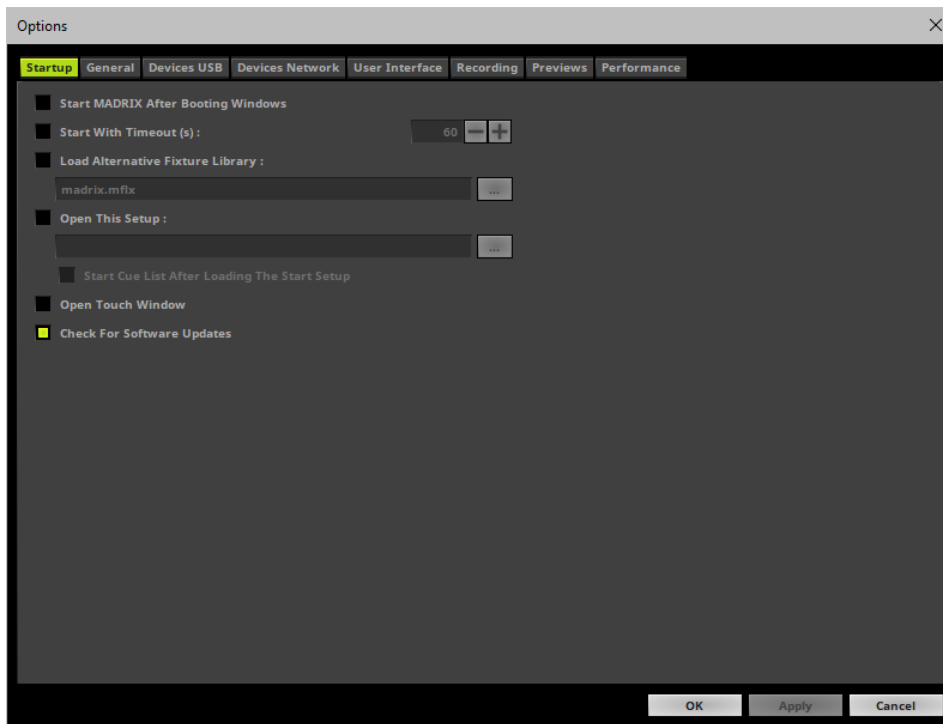 Options
Startup General Devices USB Devices Network User Interface Recording Previews Performance
Start MADRIX After Booting Windows
Start With Timeout (s) : 60
Load Alternative Fixture Library :
madrix.mflx ...
Open This Setup :
...
Start Cue List After Loading The Start Setup
Open Touch Window
Check For Software Updates
OK Apply Cancel